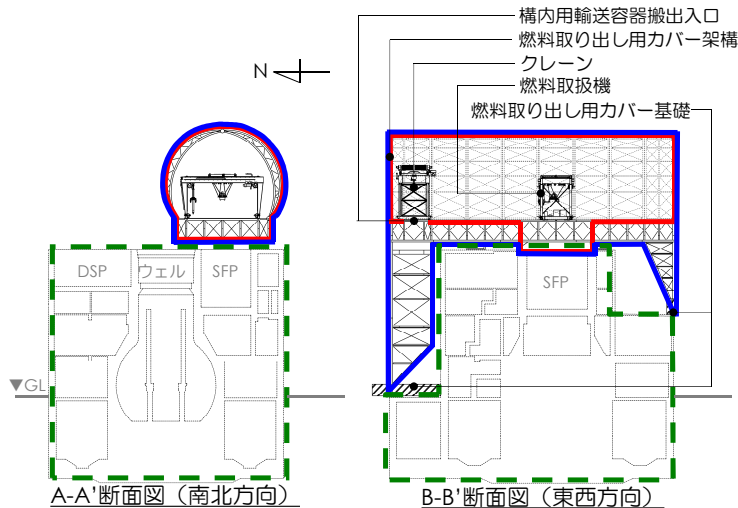 構内用輸送容器搬出入口
燃料取り出し用カバー架構
クレーン
燃料取扱機
燃料取り出し用カバー基礎
N
DSP
ウェル
SFP
SFP
▼GL
A-A'断面図（南北方向）
B-B'断面図（東西方向）